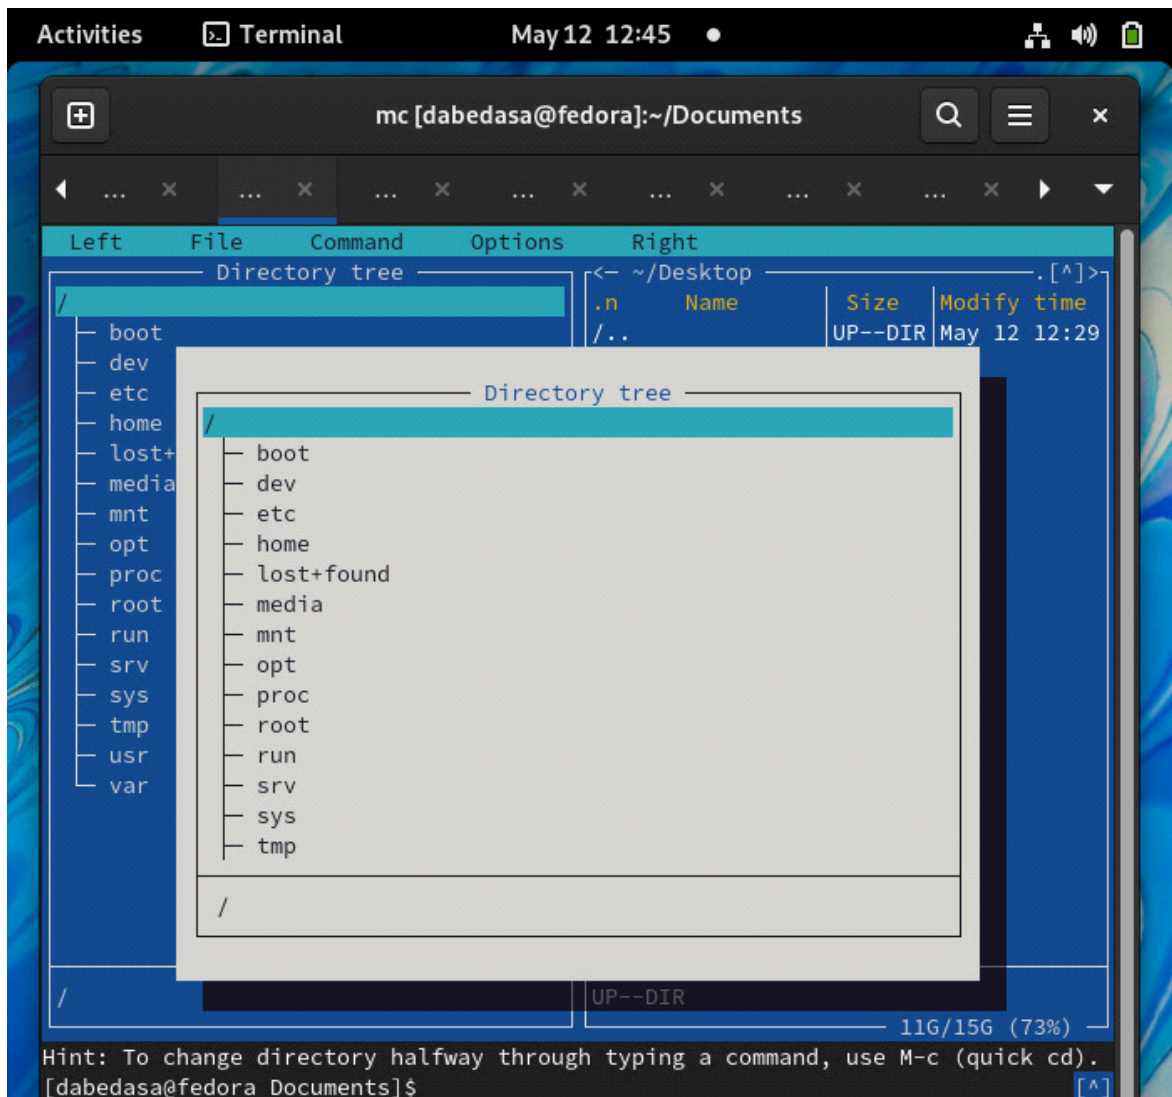 Activities Terminal May 12 12:45
mc [dabedasa@fedora]:~/Documents
... ... ... ... ... ... ...
Left File Command Options Right
Directory tree
/
boot
dev
etc
home
lost+
media
mnt
opt
proc
root
run
srv
sys
tmp
usr
var
/
<─ ~/Desktop .[^]>
.n Name Size Modify time
/.. UP--DIR May 12 12:29
UP--DIR
11G/15G (73%)
Directory tree
/
boot
dev
etc
home
lost+found
media
mnt
opt
proc
root
run
srv
sys
tmp
/
Hint: To change directory halfway through typing a command, use M-c (quick cd).
[dabedasa@fedora Documents]$ [^]